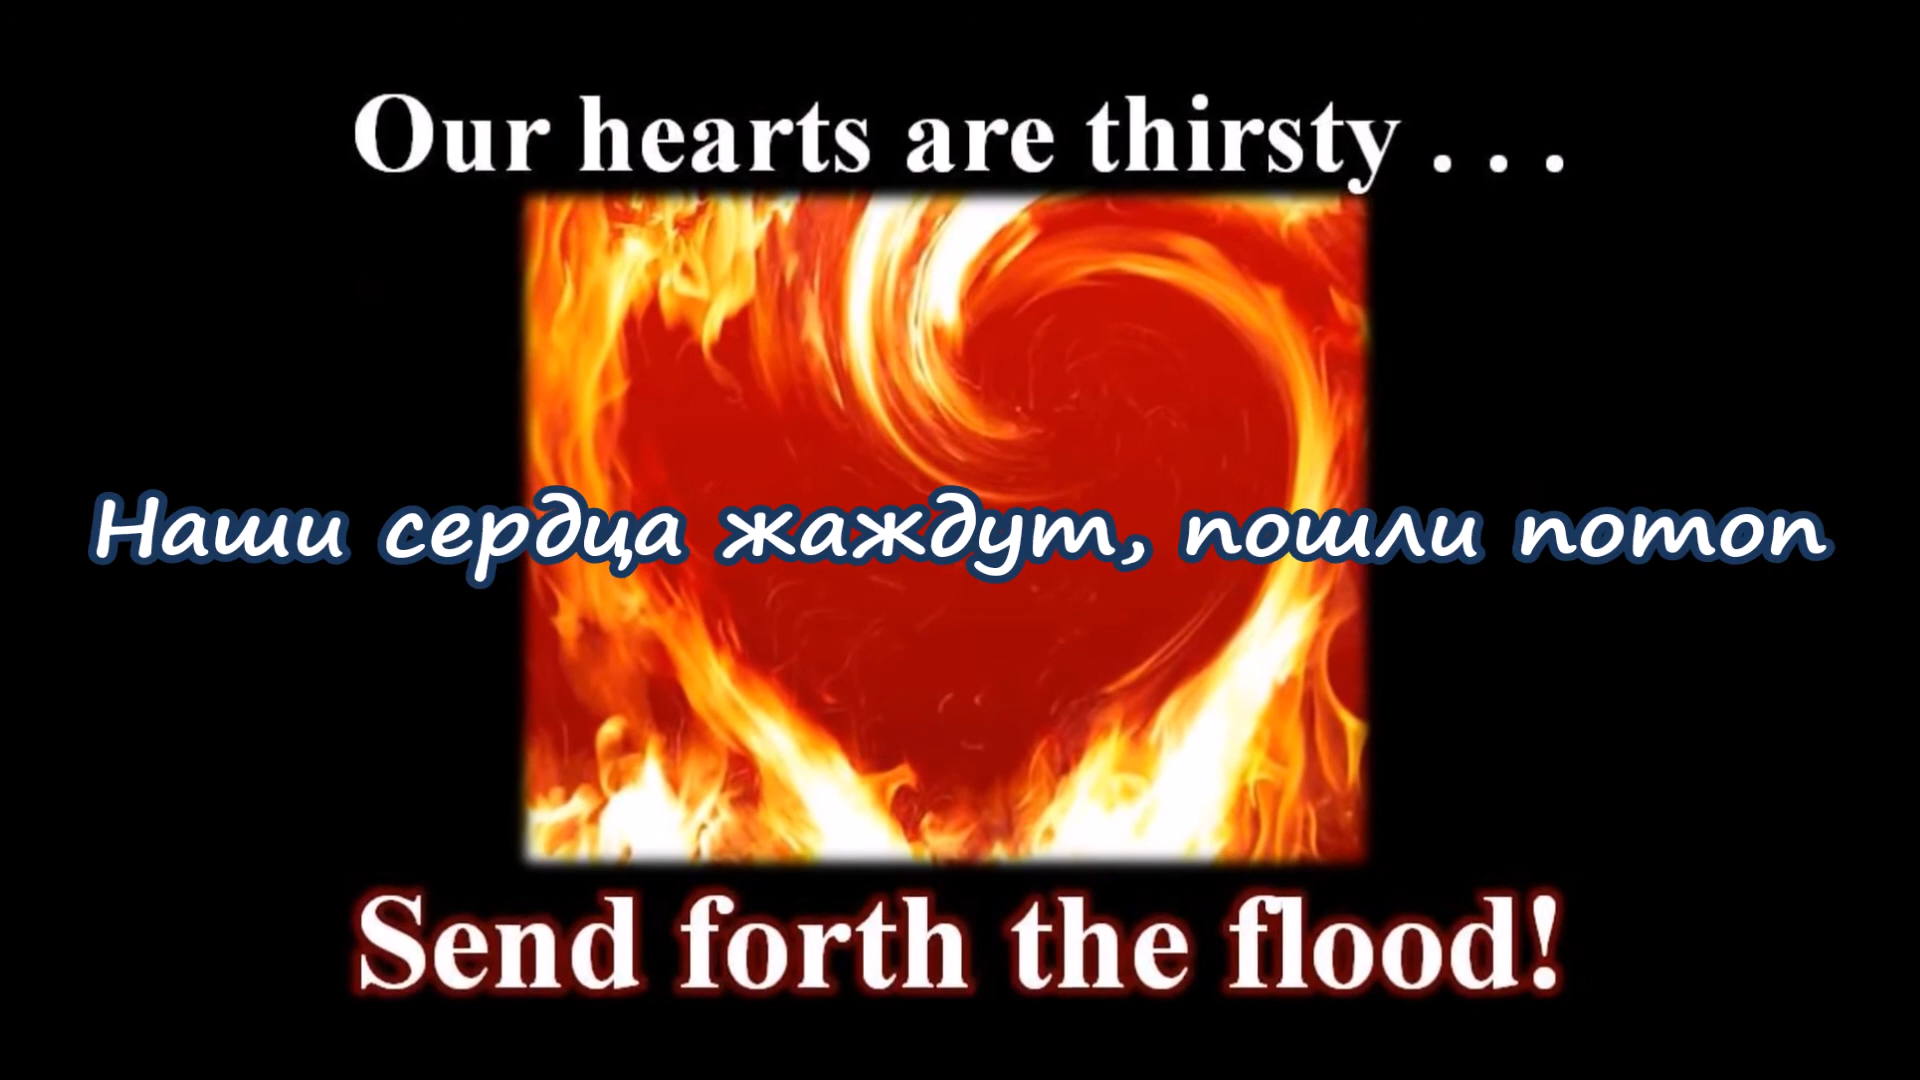 Our hearts are thirsty . . .
Наши сердца жаждут, пошли потоп
Send forth the flood!